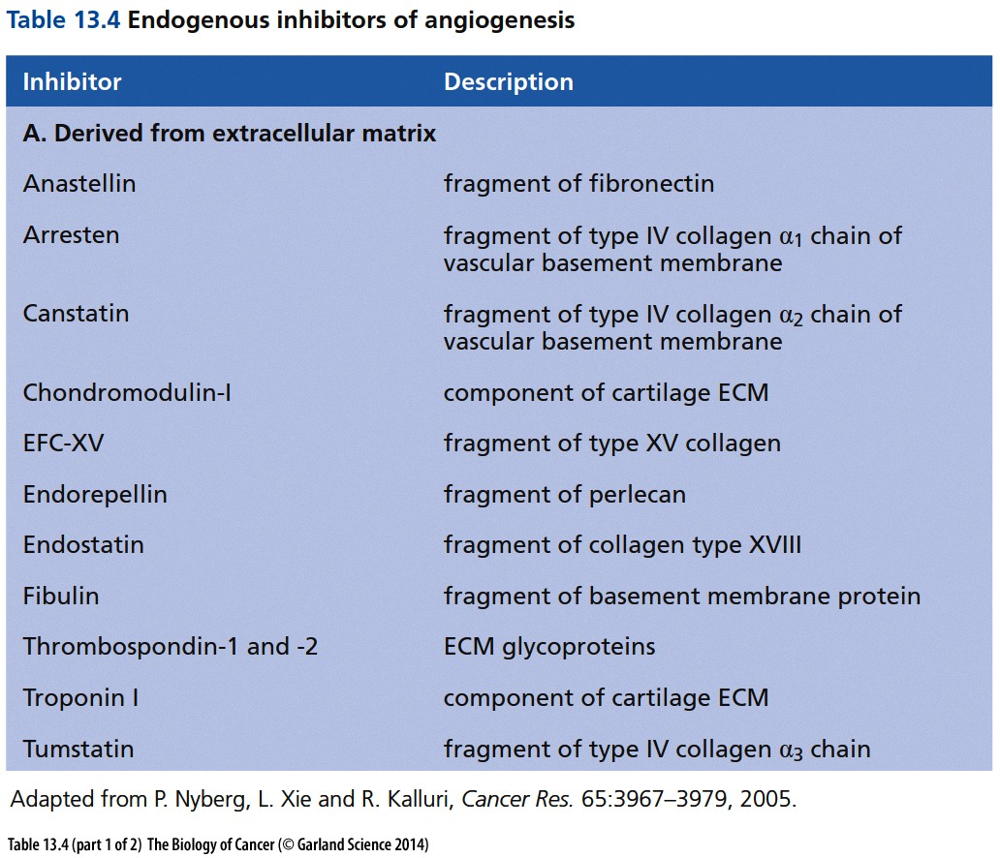 Table 13.4 Endogenous inhibitors of angiogenesis
Inhibitor Description
A. Derived from extracellular matrix
Anastellin fragment of fibronectin
Arresten fragment of type IV collagen α₁ chain of
vascular basement membrane
Canstatin fragment of type IV collagen α₂ chain of
vascular basement membrane
Chondromodulin-I component of cartilage ECM
EFC-XV fragment of type XV collagen
Endorepellin fragment of perlecan
Endostatin fragment of collagen type XVIII
Fibulin fragment of basement membrane protein
Thrombospondin-1 and -2 ECM glycoproteins
Troponin I component of cartilage ECM
Tumstatin fragment of type IV collagen α₃ chain
Adapted from P. Nyberg, L. Xie and R. Kalluri, Cancer Res. 65:3967–3979, 2005.
Table 13.4 (part 1 of 2) The Biology of Cancer (© Garland Science 2014)